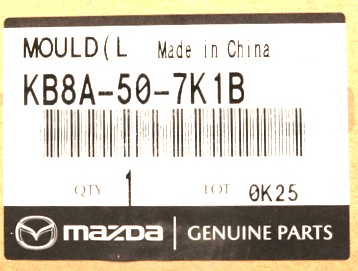 MOULD(L Made in China
KB8A-50-7K1B
QTY 1 LOT 0K25
mazda GENUINE PARTS